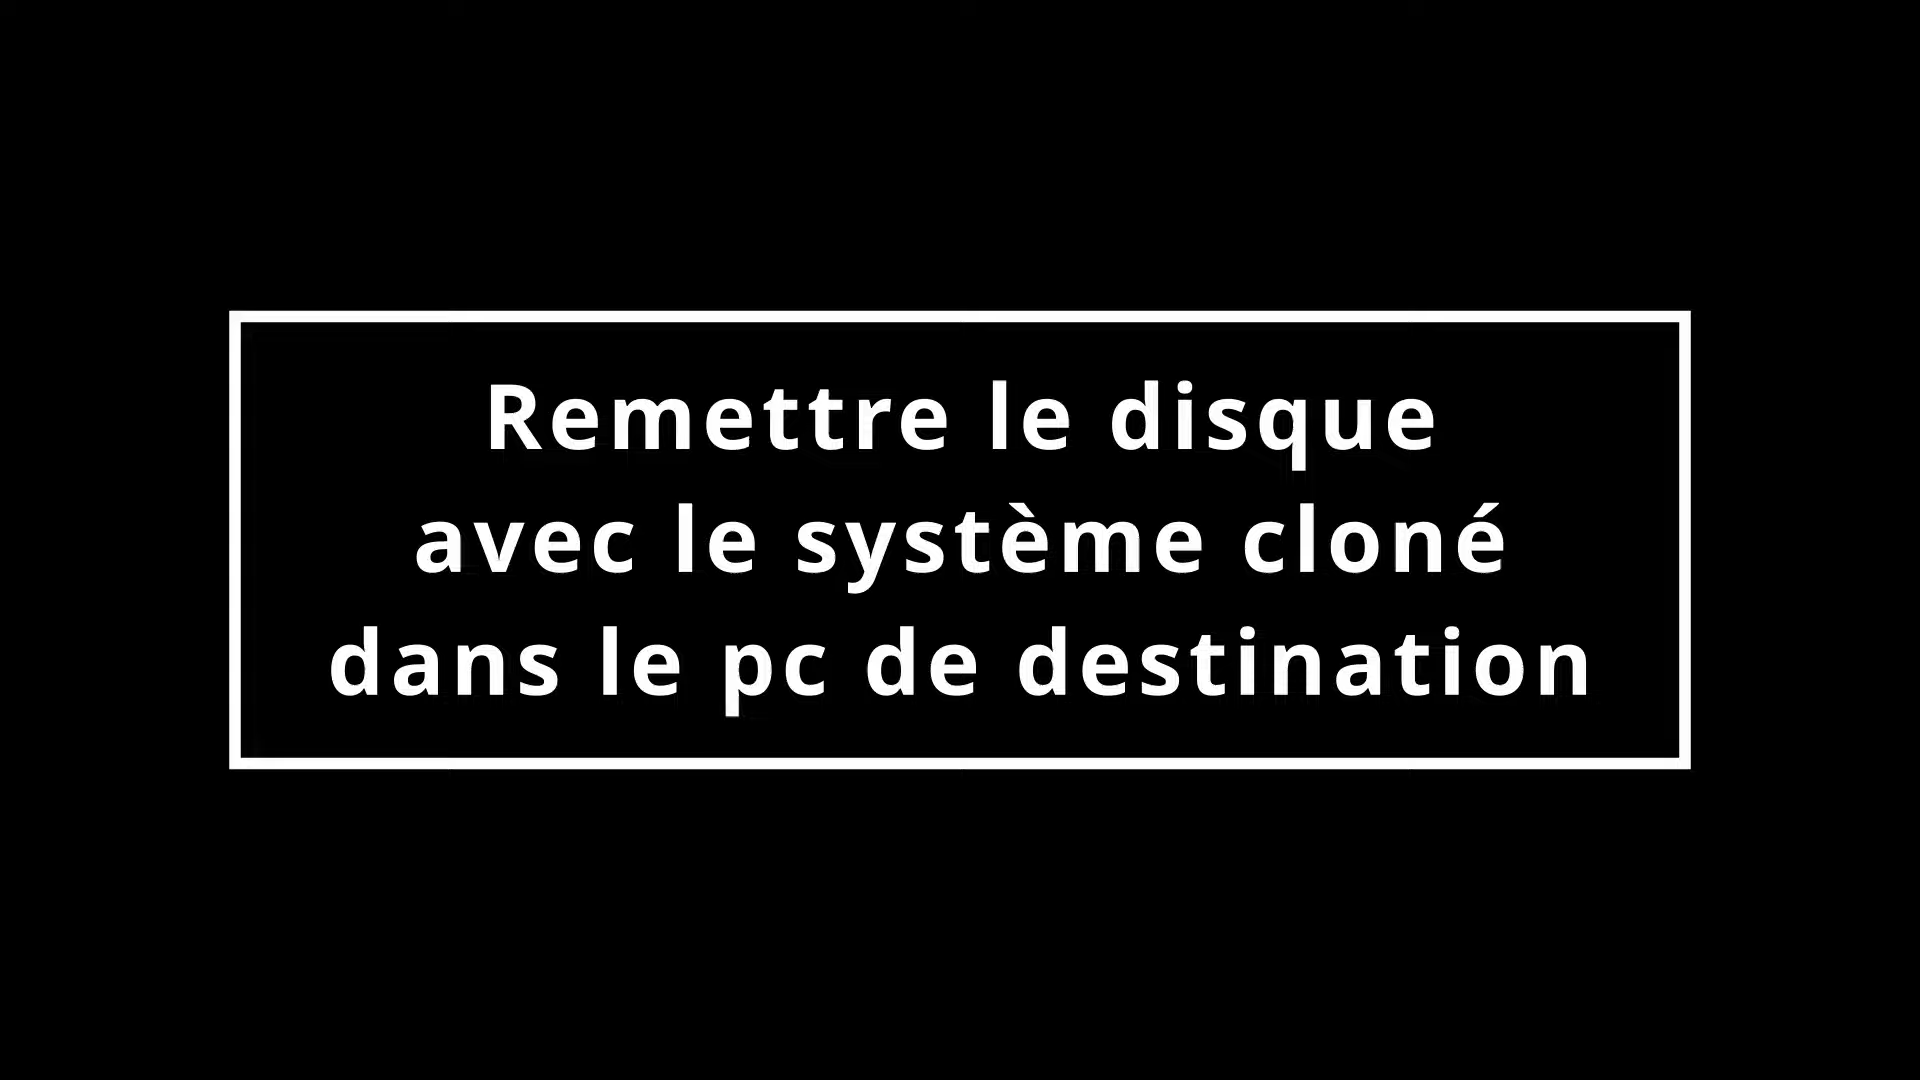 Remettre le disque
avec le système cloné
dans le pc de destination